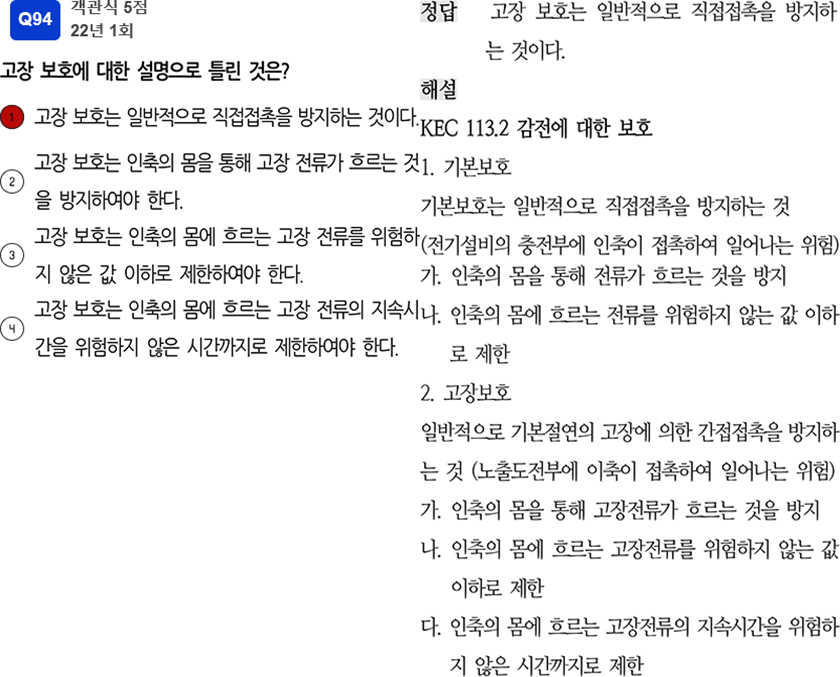 Q94
객관식 5점
22년 1회
고장 보호에 대한 설명으로 틀린 것은?
1 고장 보호는 일반적으로 직접접촉을 방지하는 것이다.
2 고장 보호는 인축의 몸을 통해 고장 전류가 흐르는 것
을 방지하여야 한다.
3 고장 보호는 인축의 몸에 흐르는 고장 전류를 위험하
지 않은 값 이하로 제한하여야 한다.
4 고장 보호는 인축의 몸에 흐르는 고장 전류의 지속시
간을 위험하지 않은 시간까지로 제한하여야 한다.
정답 고장 보호는 일반적으로 직접접촉을 방지하
는 것이다.
해설
KEC 113.2 감전에 대한 보호
1. 기본보호
기본보호는 일반적으로 직접접촉을 방지하는 것
(전기설비의 충전부에 인축이 접촉하여 일어나는 위험)
가. 인축의 몸을 통해 전류가 흐르는 것을 방지
나. 인축의 몸에 흐르는 전류를 위험하지 않는 값 이하
로 제한
2. 고장보호
일반적으로 기본절연의 고장에 의한 간접접촉을 방지하
는 것 (노출도전부에 이축이 접촉하여 일어나는 위험)
가. 인축의 몸을 통해 고장전류가 흐르는 것을 방지
나. 인축의 몸에 흐르는 고장전류를 위험하지 않는 값
이하로 제한
다. 인축의 몸에 흐르는 고장전류의 지속시간을 위험하
지 않은 시간까지로 제한